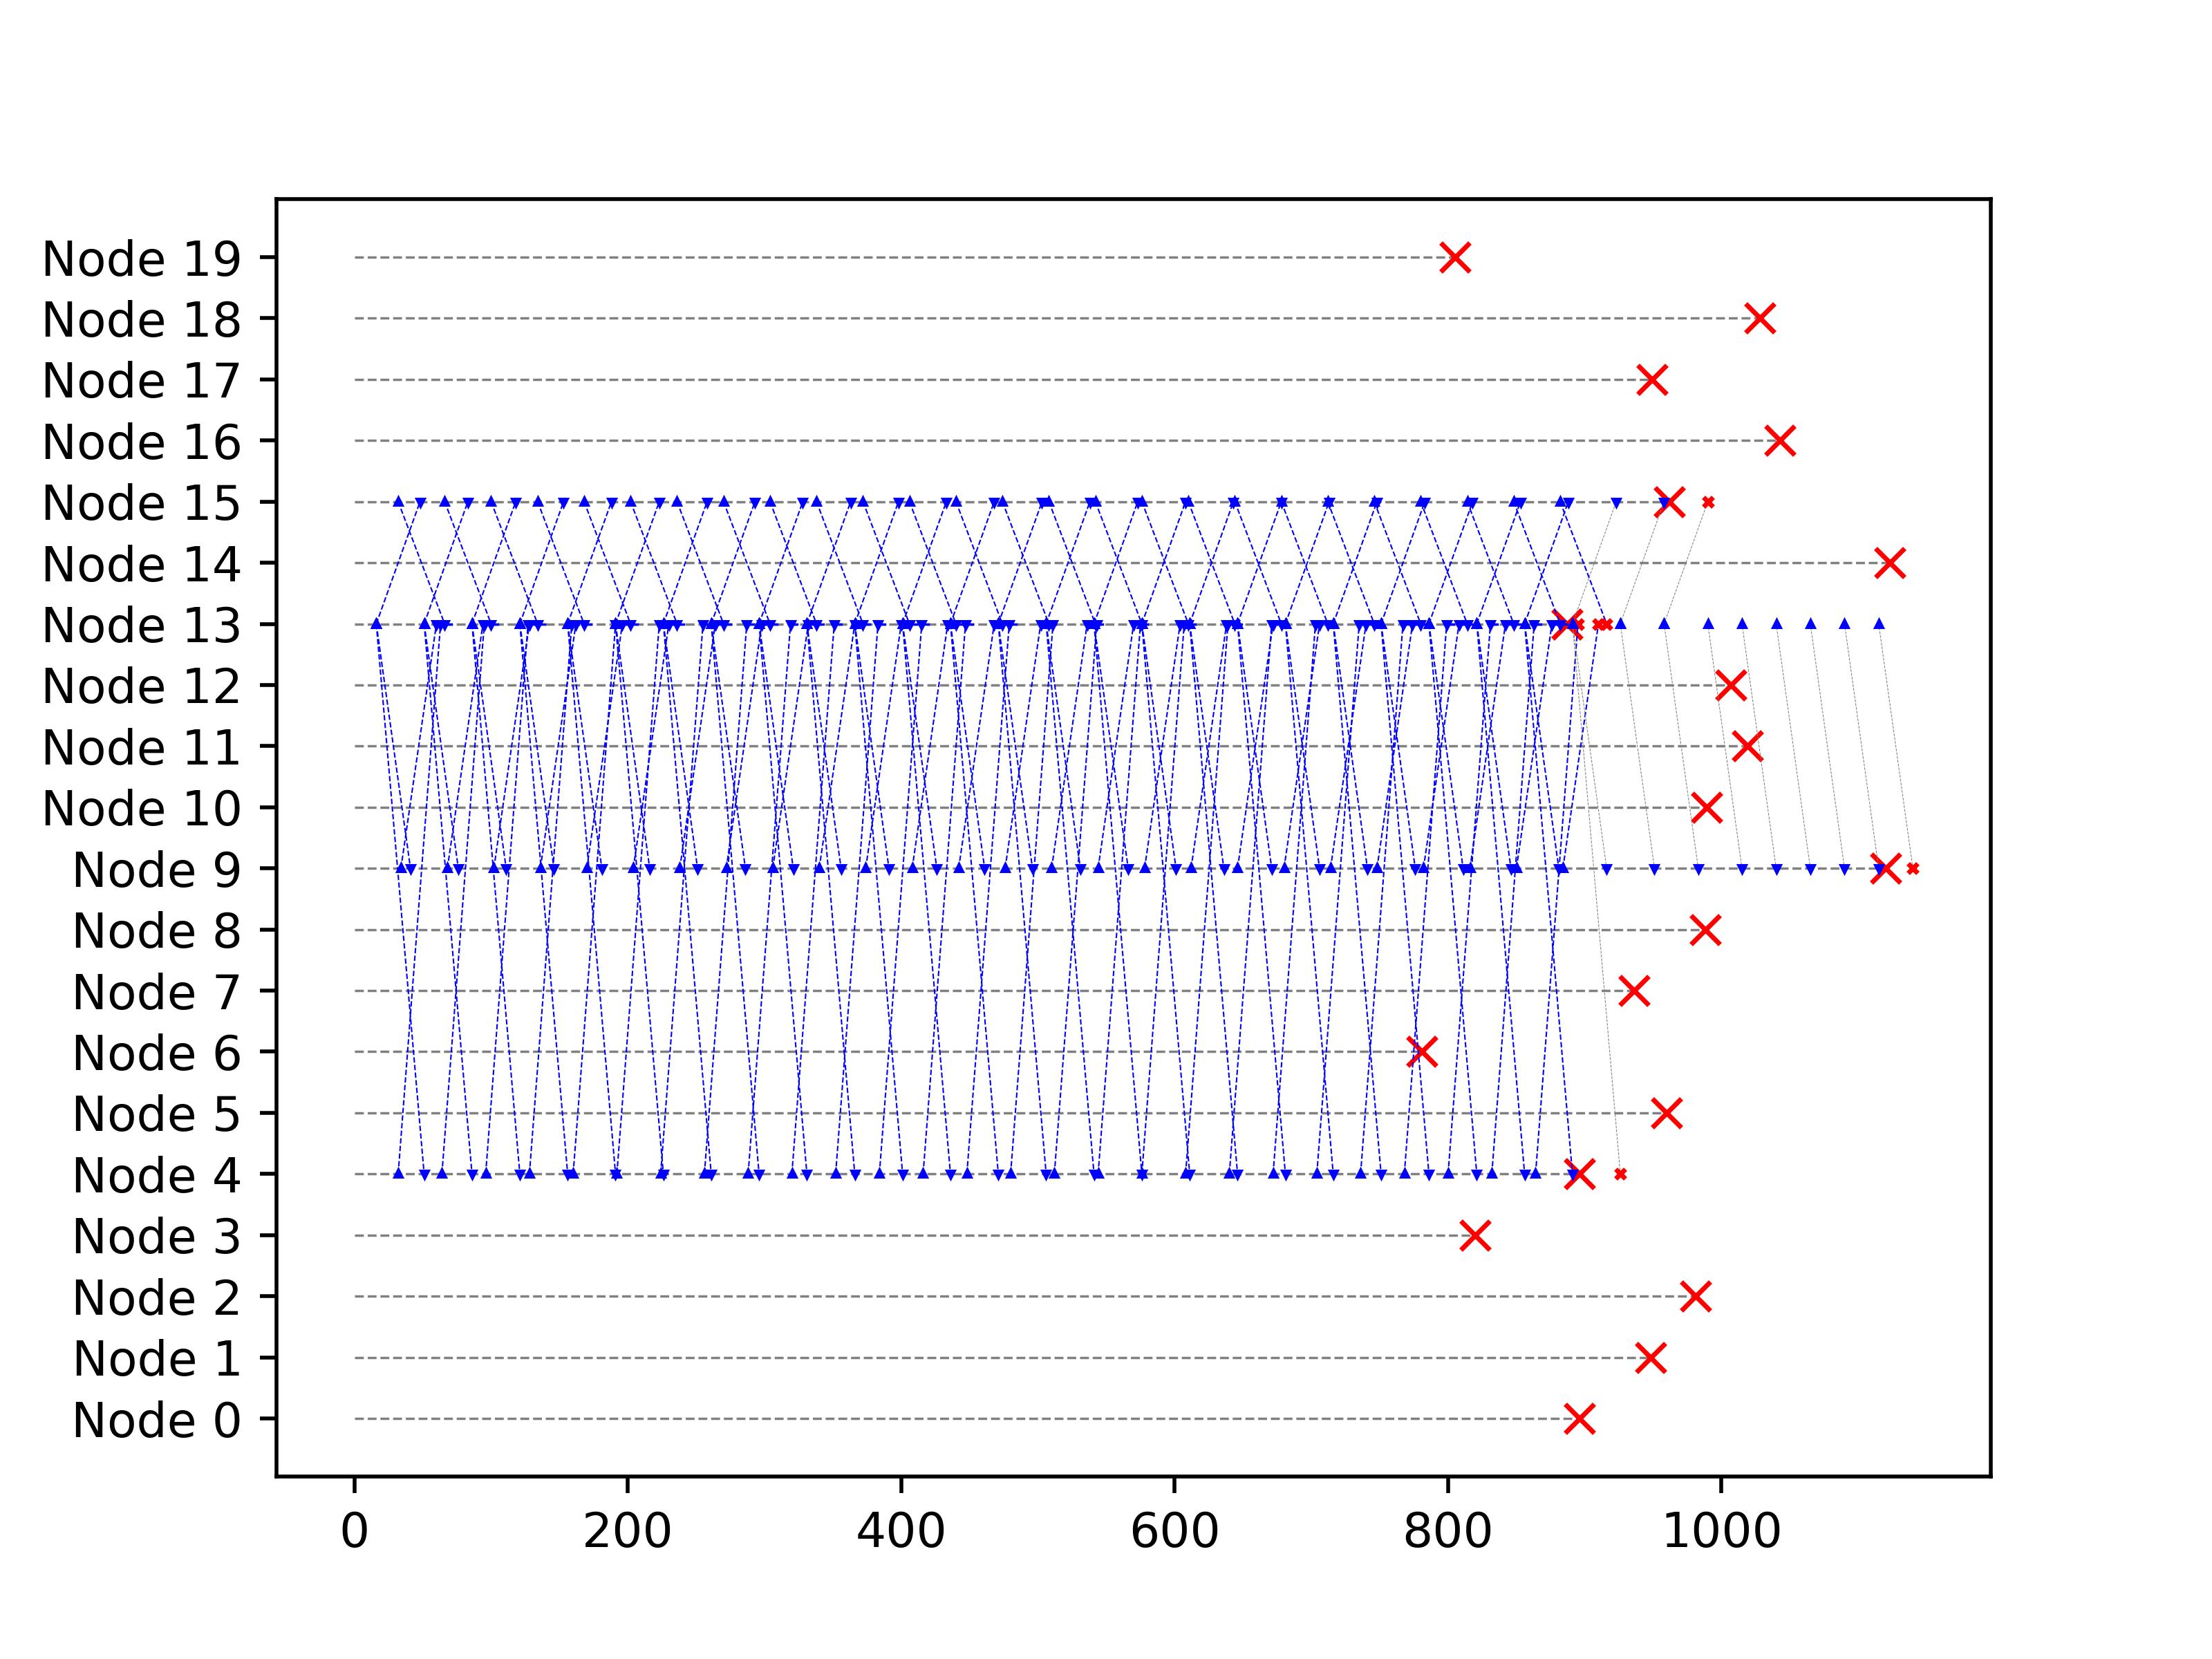 Node 19
Node 18
Node 17
Node 16
Node 15
Node 14
Node 13
Node 12
Node 11
Node 10
Node 9
Node 8
Node 7
Node 6
Node 5
Node 4
Node 3
Node 2
Node 1
Node 0
0 200 400 600 800 1000